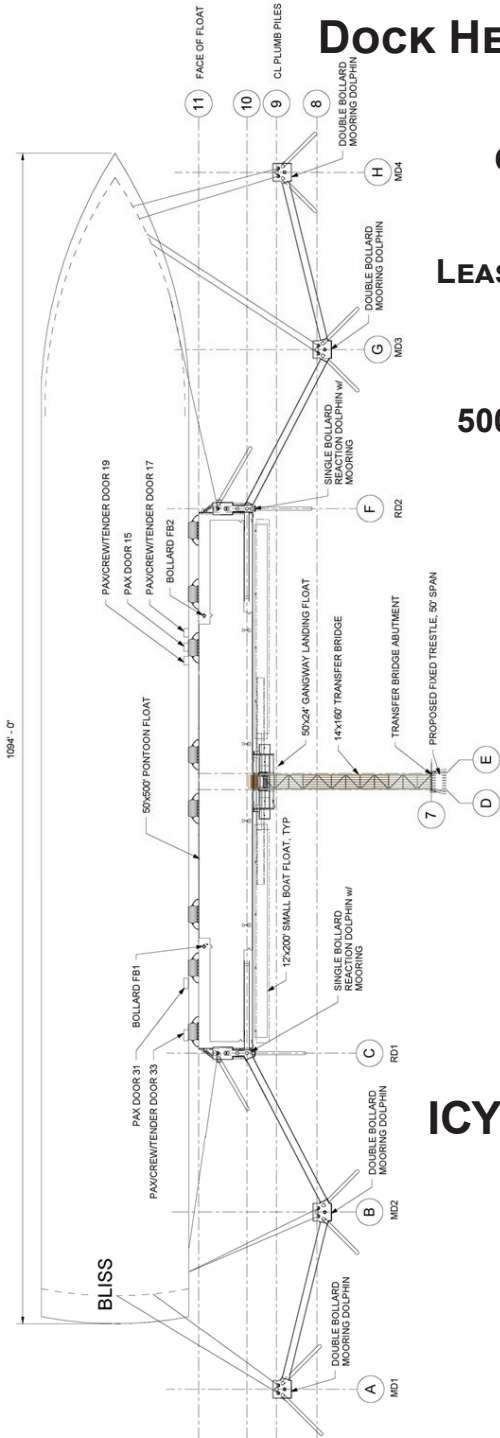 DOCK HE
LEAS
500
ICY
1094' - 0"
FACE OF FLOAT
CL PLUMB PILES
11
10
9
8
DOUBLE BOLLARD
MOORING DOLPHIN
H
MD4
DOUBLE BOLLARD
MOORING DOLPHIN
G
MD3
SINGLE BOLLARD
REACTION DOLPHIN w/
MOORING
F
RD2
PAX/CREW/TENDER DOOR 19
PAX DOOR 15
PAX/CREW/TENDER DOOR 17
BOLLARD FB2
50'x24' GANGWAY LANDING FLOAT
14'x160' TRANSFER BRIDGE
TRANSFER BRIDGE ABUTMENT
PROPOSED FIXED TRESTLE, 50' SPAN
7
E
D
50'x500' PONTOON FLOAT
12'x200' SMALL BOAT FLOAT, TYP
BOLLARD FB1
PAX DOOR 31
PAX/CREW/TENDER DOOR 33
SINGLE BOLLARD
REACTION DOLPHIN w/
MOORING
C
RD1
DOUBLE BOLLARD
MOORING DOLPHIN
B
MD2
BLISS
DOUBLE BOLLARD
MOORING DOLPHIN
A
MD1